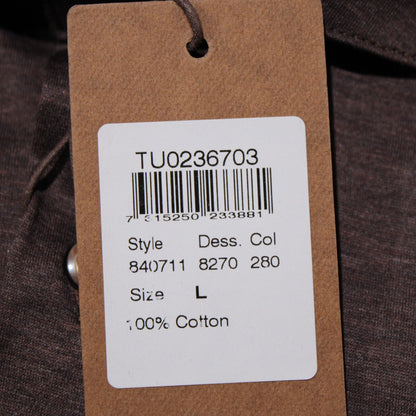 TU0236703
7 315250 233881
Style Dess. Col
840711 8270 280
Size L
100% Cotton